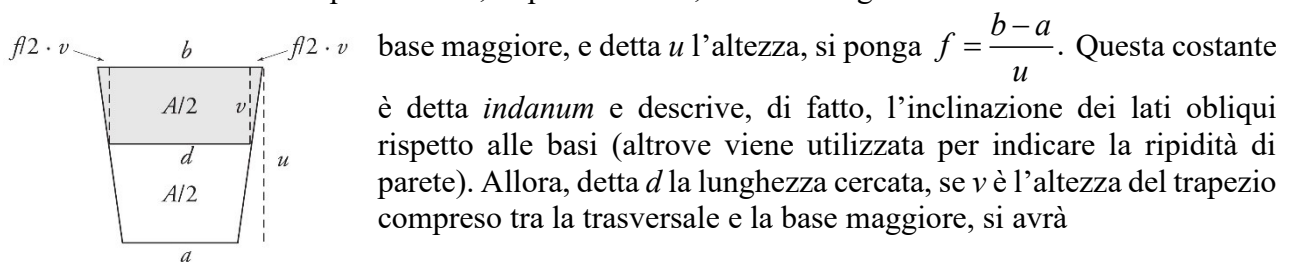 base maggiore, e detta u l'altezza, si ponga f = (b − a)/u. Questa costante
è detta indanum e descrive, di fatto, l'inclinazione dei lati obliqui
rispetto alle basi (altrove viene utilizzata per indicare la ripidità di
parete). Allora, detta d la lunghezza cercata, se v è l'altezza del trapezio
compreso tra la trasversale e la base maggiore, si avrà
f/2 · v
b
f/2 · v
A/2
v
d
u
A/2
a